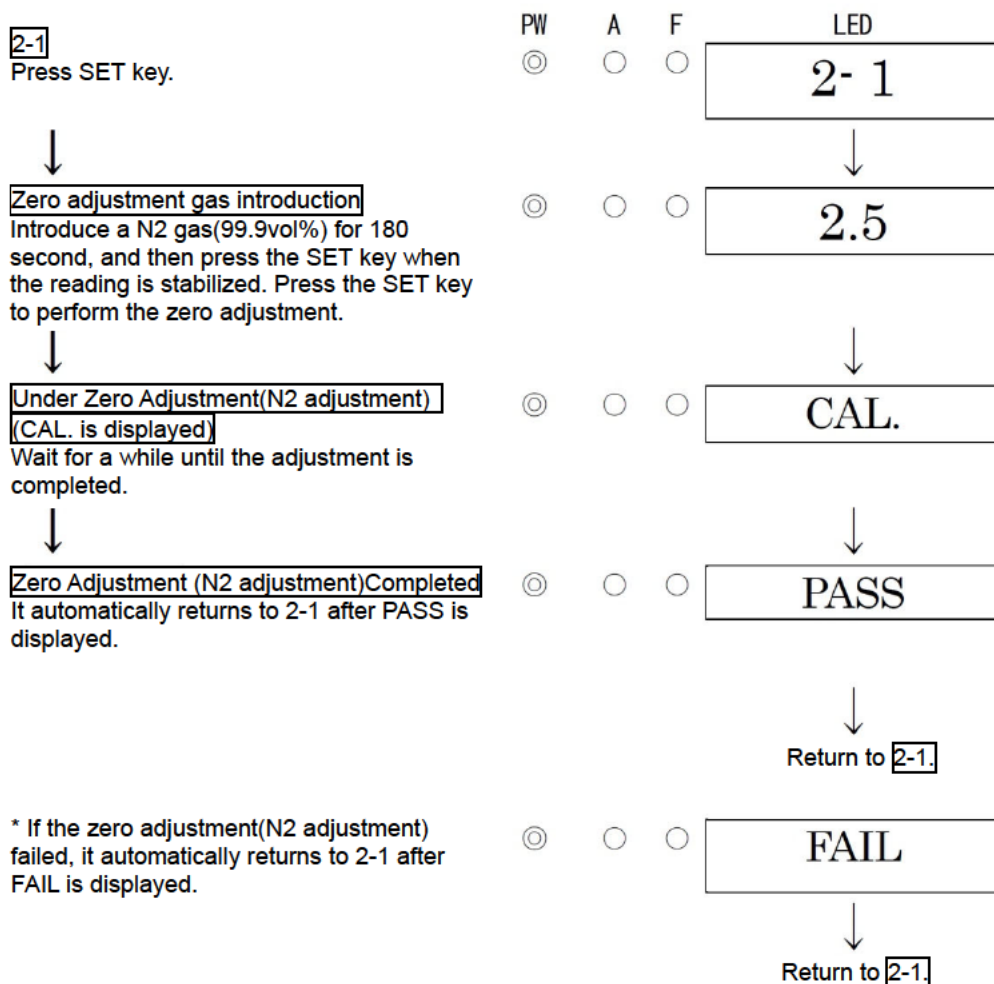 PW A F LED
2-1
Press SET key.
2- 1
Zero adjustment gas introduction
Introduce a N2 gas(99.9vol%) for 180
second, and then press the SET key when
the reading is stabilized. Press the SET key
to perform the zero adjustment.
2.5
Under Zero Adjustment(N2 adjustment)
(CAL. is displayed)
Wait for a while until the adjustment is
completed.
CAL.
Zero Adjustment (N2 adjustment)Completed
It automatically returns to 2-1 after PASS is
displayed.
PASS
Return to 2-1.
* If the zero adjustment(N2 adjustment)
failed, it automatically returns to 2-1 after
FAIL is displayed.
FAIL
Return to 2-1.